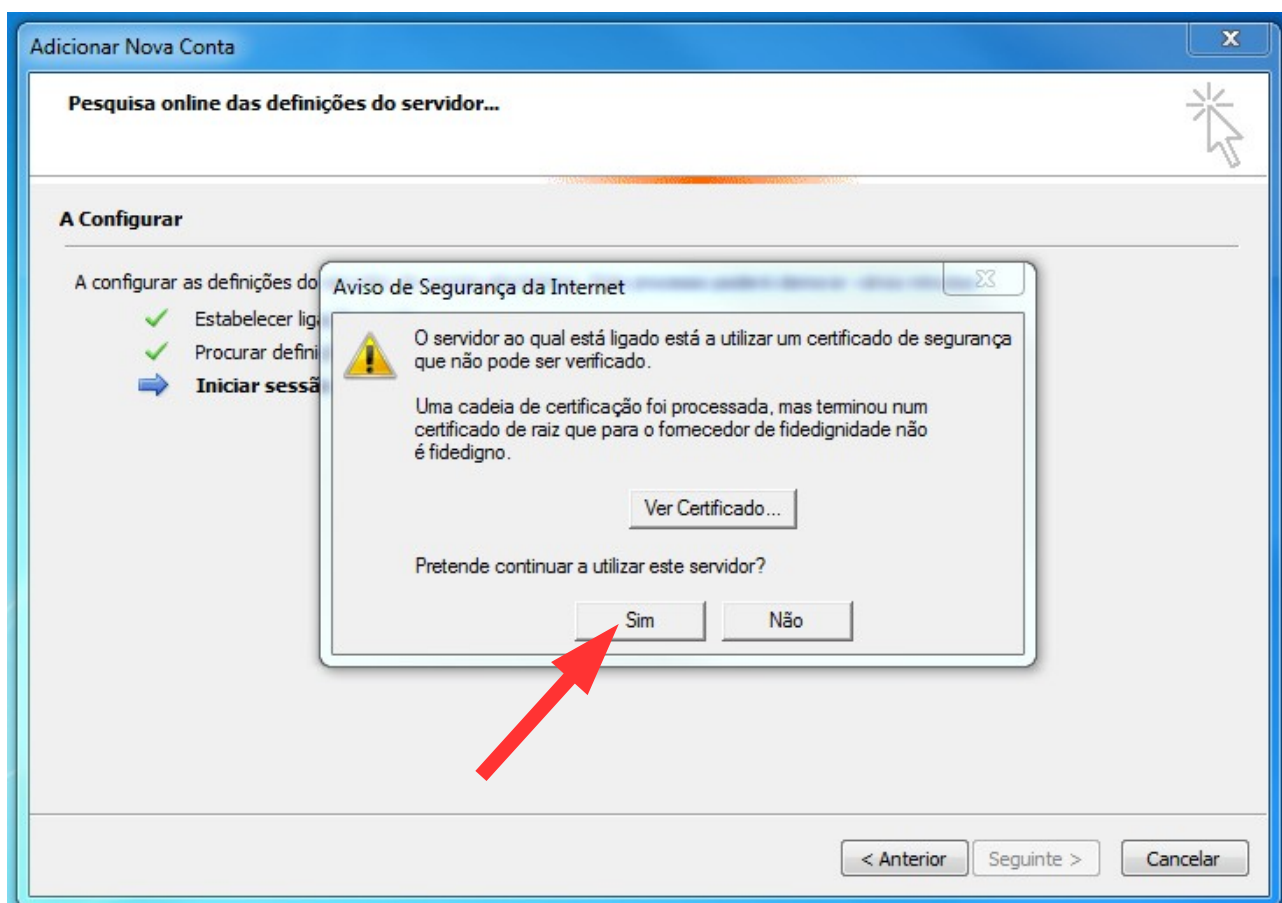 Adicionar Nova Conta
Pesquisa online das definições do servidor...
A Configurar
A configurar as definições do
Estabelecer liga
Procurar defini
Iniciar sessã
Aviso de Segurança da Internet
O servidor ao qual está ligado está a utilizar um certificado de segurança
que não pode ser verificado.
Uma cadeia de certificação foi processada, mas terminou num
certificado de raiz que para o fornecedor de fidedignidade não
é fidedigno.
Ver Certificado...
Pretende continuar a utilizar este servidor?
Sim
Não
< Anterior
Seguinte >
Cancelar